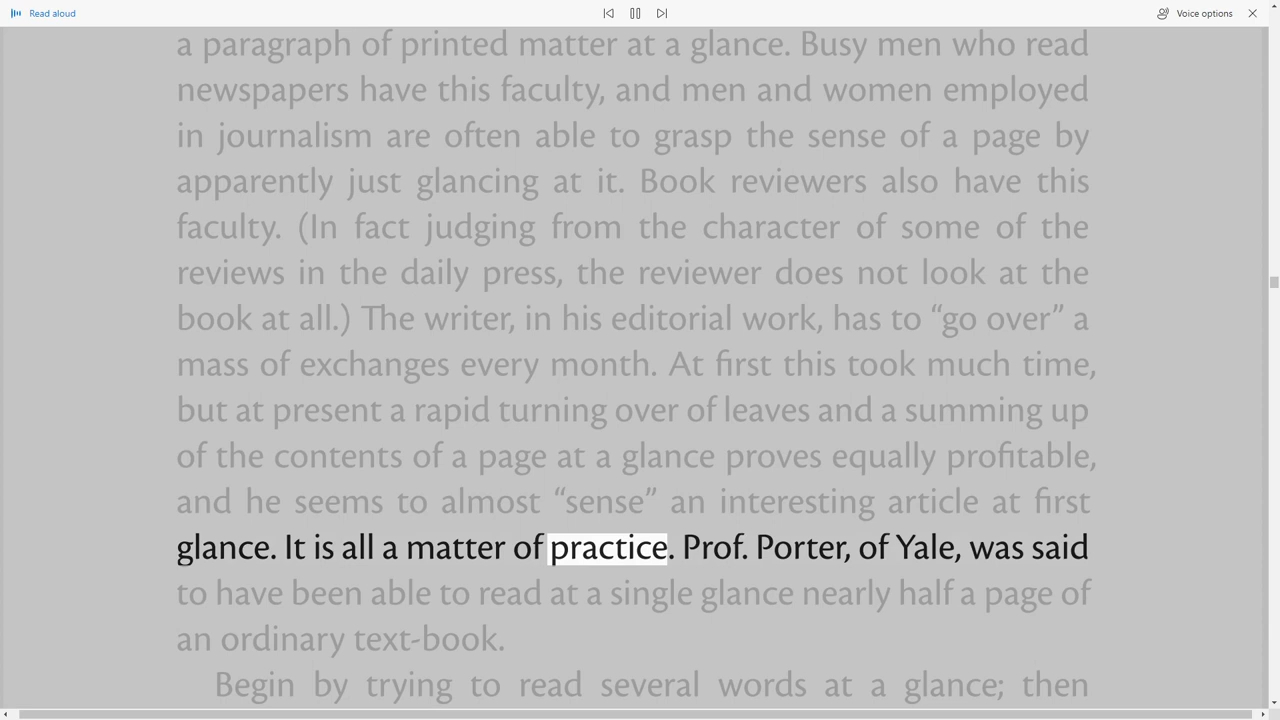 Read aloud
Voice options
a paragraph of printed matter at a glance. Busy men who read
newspapers have this faculty, and men and women employed
in journalism are often able to grasp the sense of a page by
apparently just glancing at it. Book reviewers also have this
faculty. (In fact judging from the character of some of the
reviews in the daily press, the reviewer does not look at the
book at all.) The writer, in his editorial work, has to “go over” a
mass of exchanges every month. At first this took much time,
but at present a rapid turning over of leaves and a summing up
of the contents of a page at a glance proves equally profitable,
and he seems to almost “sense” an interesting article at first
glance. It is all a matter of practice. Prof. Porter, of Yale, was said
to have been able to read at a single glance nearly half a page of
an ordinary text-book.
Begin by trying to read several words at a glance; then